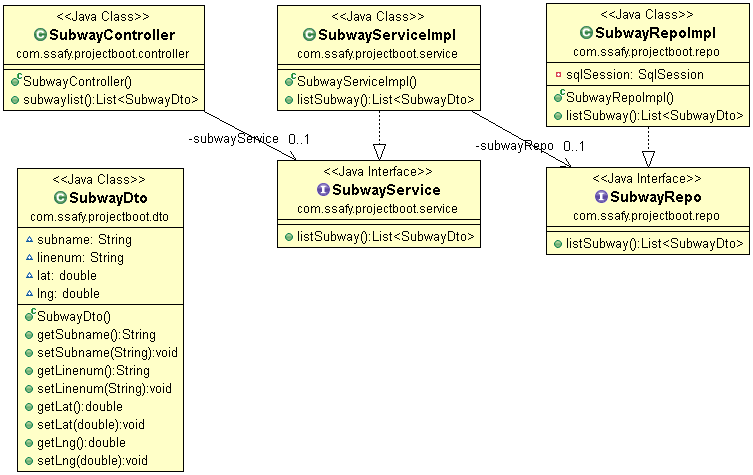 <<Java Class>>
SubwayController
com.ssafy.projectboot.controller
SubwayController()
subwaylist():List<SubwayDto>
<<Java Class>>
SubwayServiceImpl
com.ssafy.projectboot.service
SubwayServiceImpl()
listSubway():List<SubwayDto>
<<Java Class>>
SubwayRepoImpl
com.ssafy.projectboot.repo
sqlSession: SqlSession
SubwayRepoImpl()
listSubway():List<SubwayDto>
-subwayService 0..1
-subwayRepo 0..1
<<Java Class>>
SubwayDto
com.ssafy.projectboot.dto
subname: String
linenum: String
lat: double
lng: double
SubwayDto()
getSubname():String
setSubname(String):void
getLinenum():String
setLinenum(String):void
getLat():double
setLat(double):void
getLng():double
setLng(double):void
<<Java Interface>>
SubwayService
com.ssafy.projectboot.service
listSubway():List<SubwayDto>
<<Java Interface>>
SubwayRepo
com.ssafy.projectboot.repo
listSubway():List<SubwayDto>